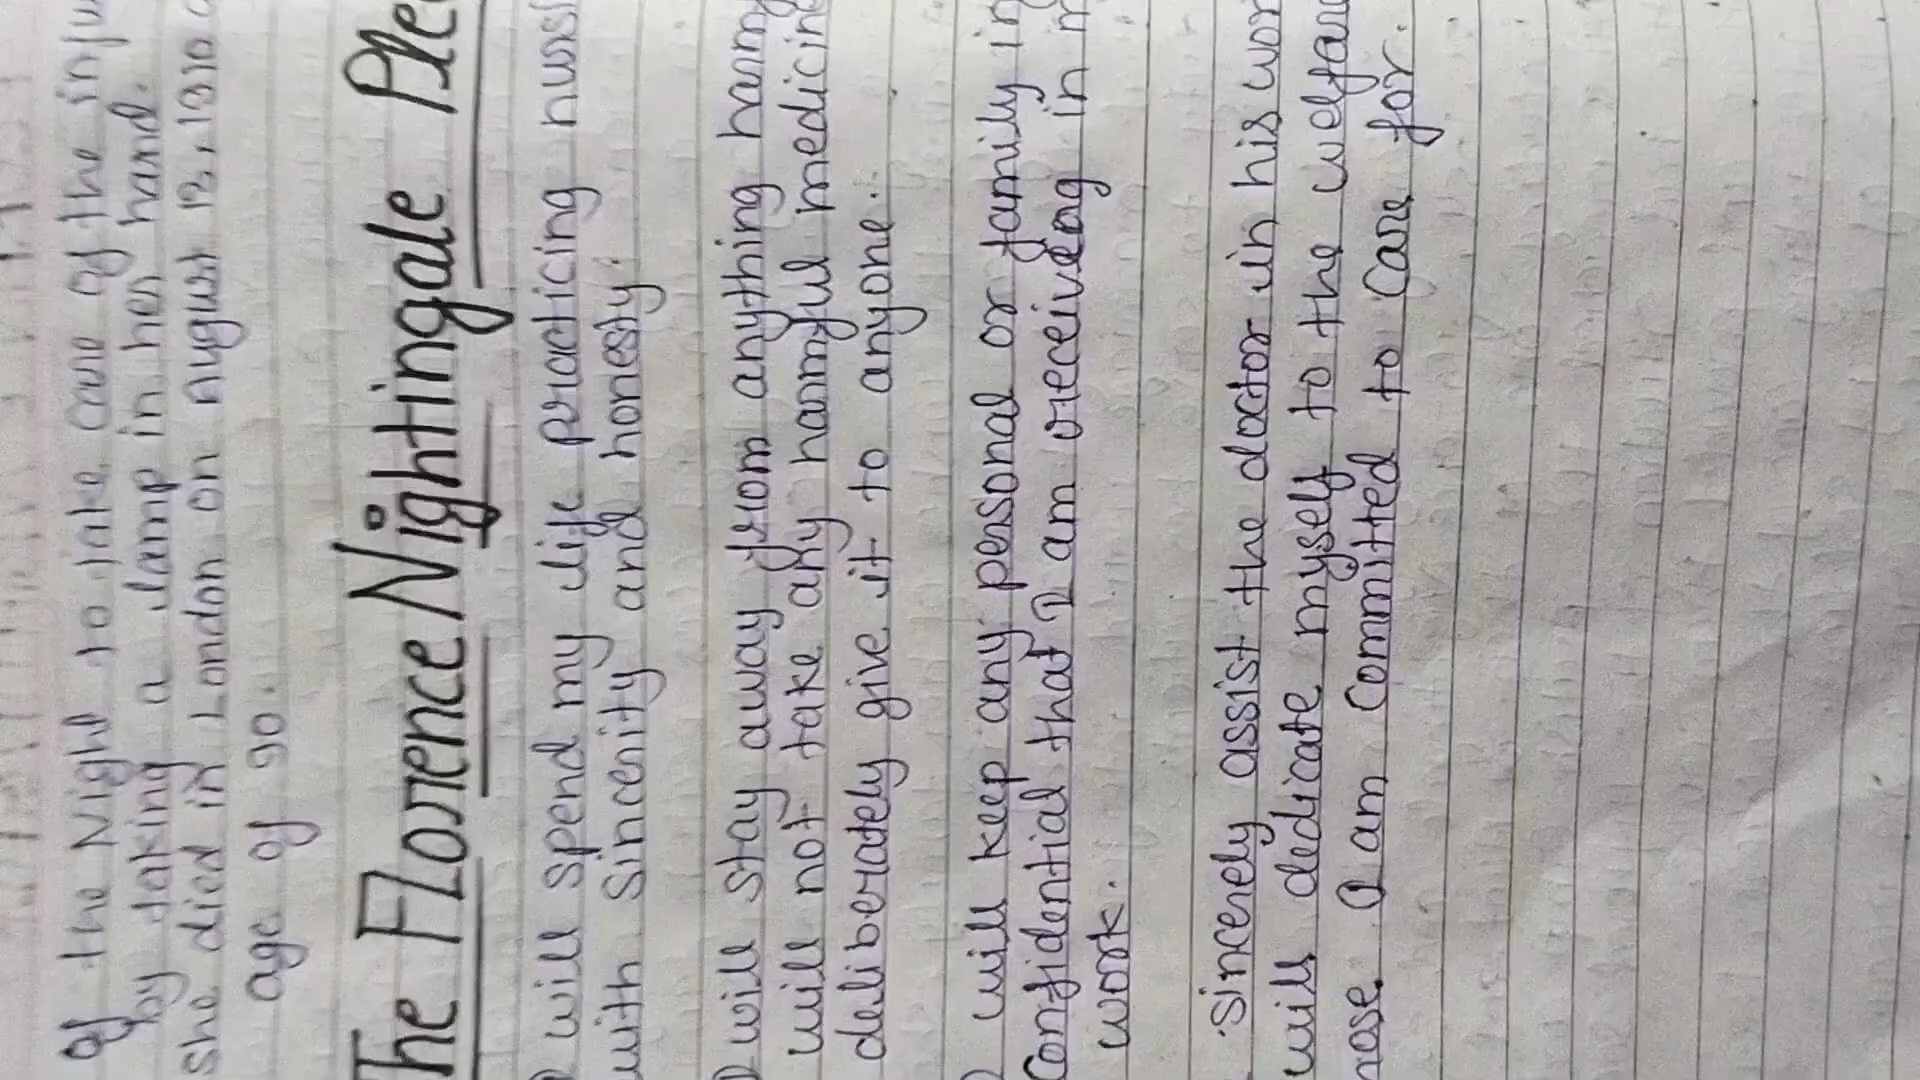 of the Night to take care of the
by taking a lamp in her hand.
she died in London on August 13, 1910
age of 90.
The Florence Nightingale
I will spend my life practicing
with sincerity and honesty.
I will stay away from anything
will not take any harmful
deliberately give it to anyone.
I will keep any personal or family
Confidential that I am receiveing in
work.
Sincerely assist the doctor in his
will dedicate myself to the
I am Committed to Care for.